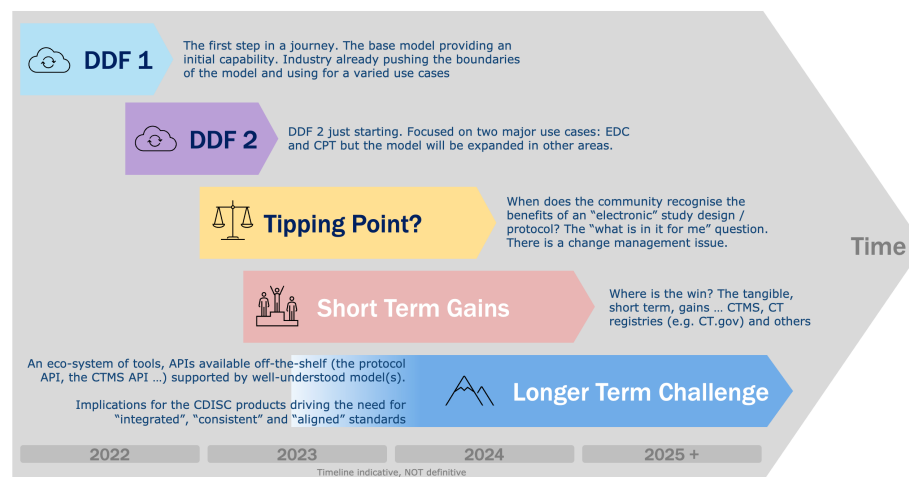 DDF 1
The first step in a journey. The base model providing an
initial capability. Industry already pushing the boundaries
of the model and using for a varied use cases
DDF 2
DDF 2 just starting. Focused on two major use cases: EDC
and CPT but the model will be expanded in other areas.
Tipping Point?
When does the community recognise the
benefits of an “electronic” study design /
protocol? The “what is in it for me” question.
There is a change management issue.
Time
Short Term Gains
Where is the win? The tangible,
short term, gains … CTMS, CT
registries (e.g. CT.gov) and others
An eco-system of tools, APIs available off-the-shelf (the protocol
API, the CTMS API …) supported by well-understood model(s).
Implications for the CDISC products driving the need for
“integrated”, “consistent” and “aligned” standards
Longer Term Challenge
2022
2023
2024
2025 +
Timeline indicative, NOT definitive